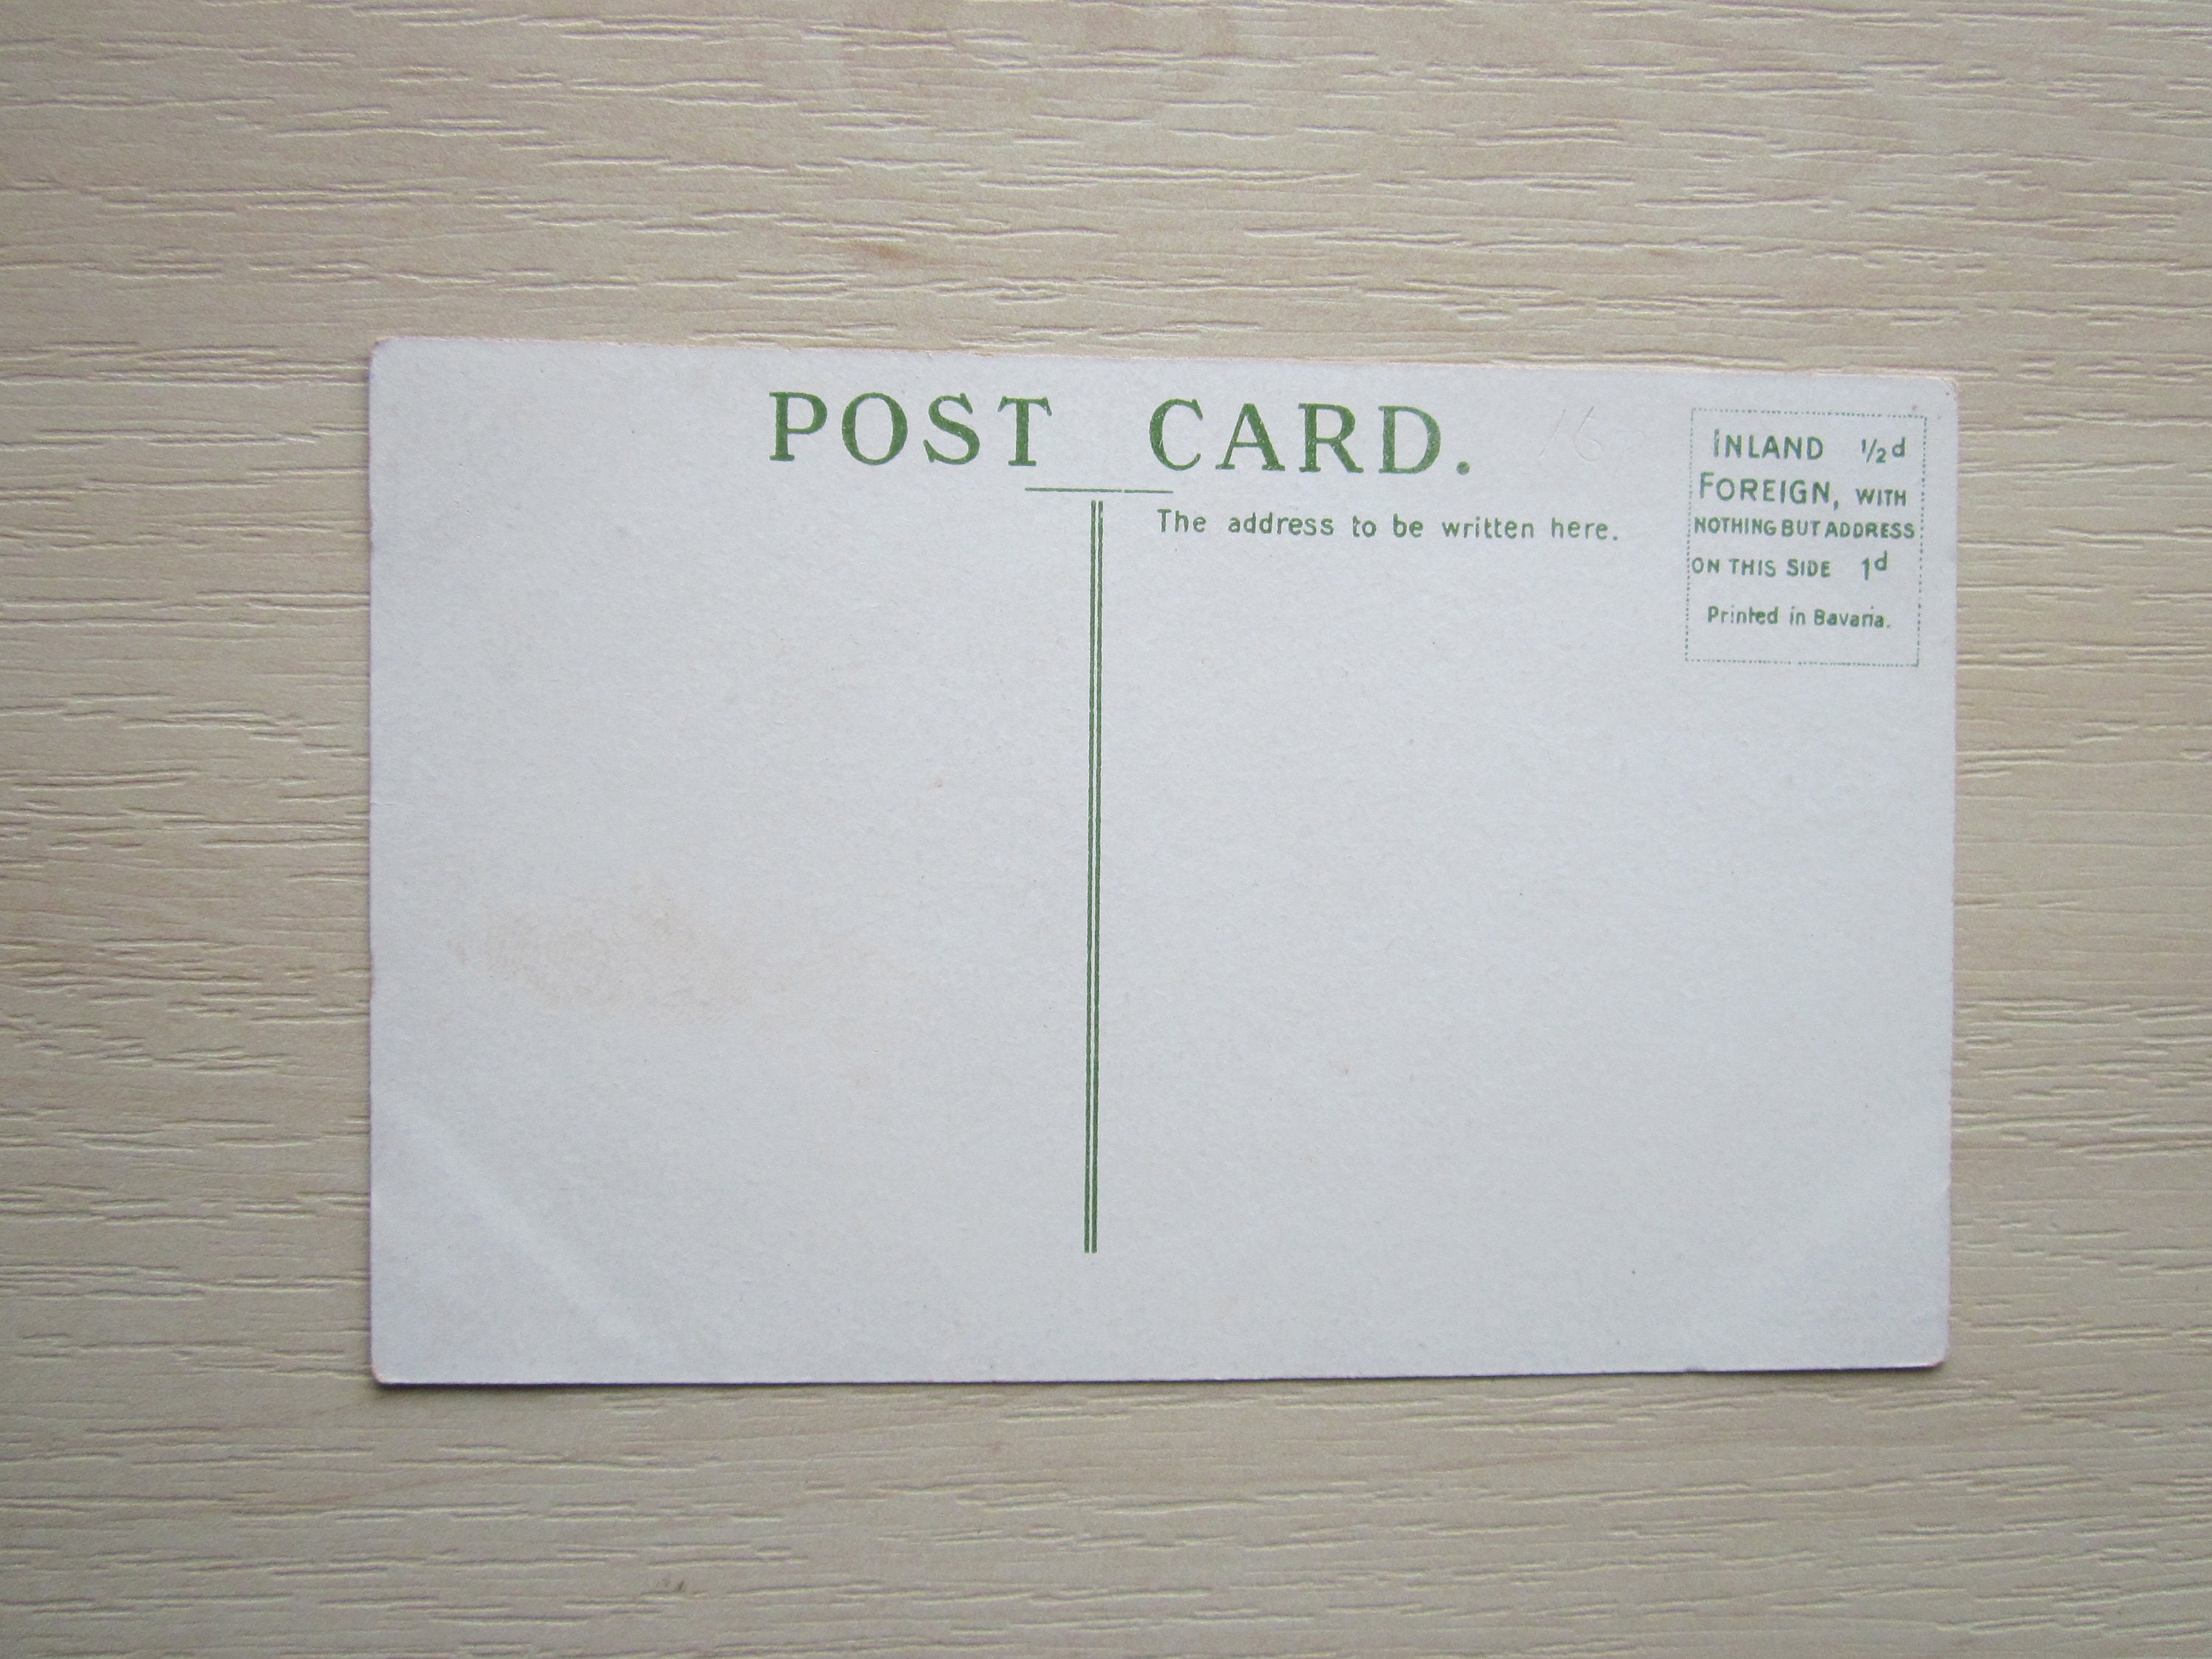 POST CARD.
The address to be written here.
INLAND ½d
FOREIGN, WITH
NOTHING BUT ADDRESS
ON THIS SIDE 1d
Printed in Bavaria.
16